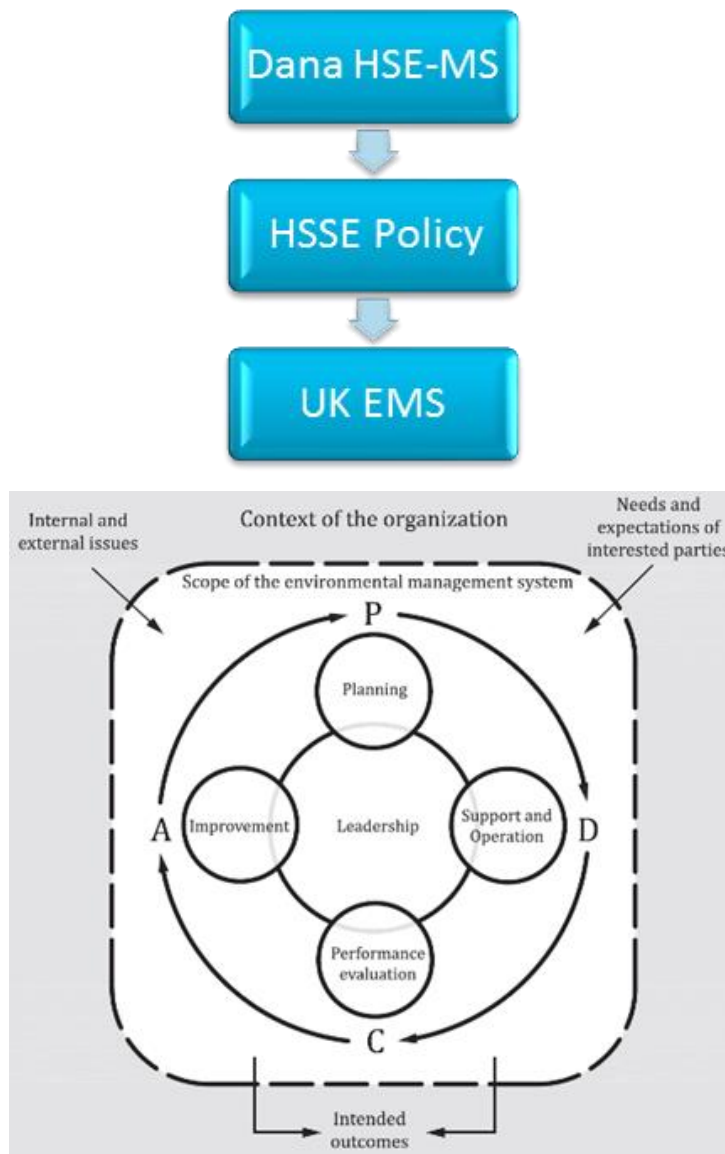 Dana HSE-MS
HSSE Policy
UK EMS
Internal and
external issues
Context of the organization
Needs and
expectations of
interested parties
Scope of the environmental management system
P
Planning
A
Improvement
Leadership
Support and
Operation
D
Performance
evaluation
C
Intended
outcomes